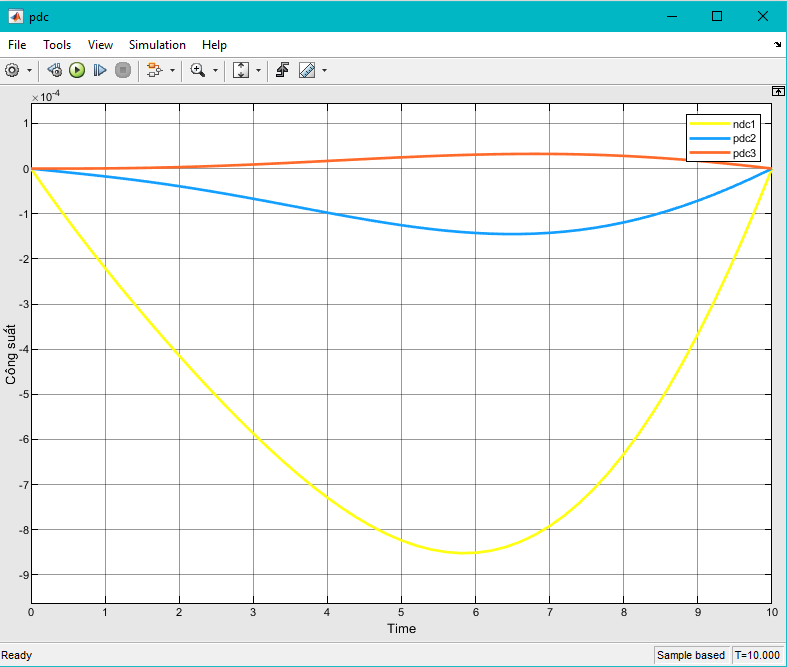 pdc
File Tools View Simulation Help
×10⁻⁴
ndc1
pdc2
pdc3
1
0
-1
-2
-3
-4
-5
-6
-7
-8
-9
Công suất
0 1 2 3 4 5 6 7 8 9 10
Time
Ready Sample based T=10.000